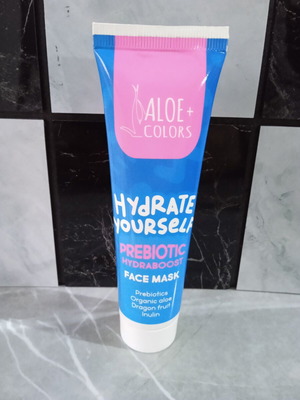 ALOE+
COLORS
HYDRATE
YOURSELF
PREBIOTIC
HYDRABOOST
FACE MASK
Prebiotics
Organic aloe
Dragon fruit
Inulin